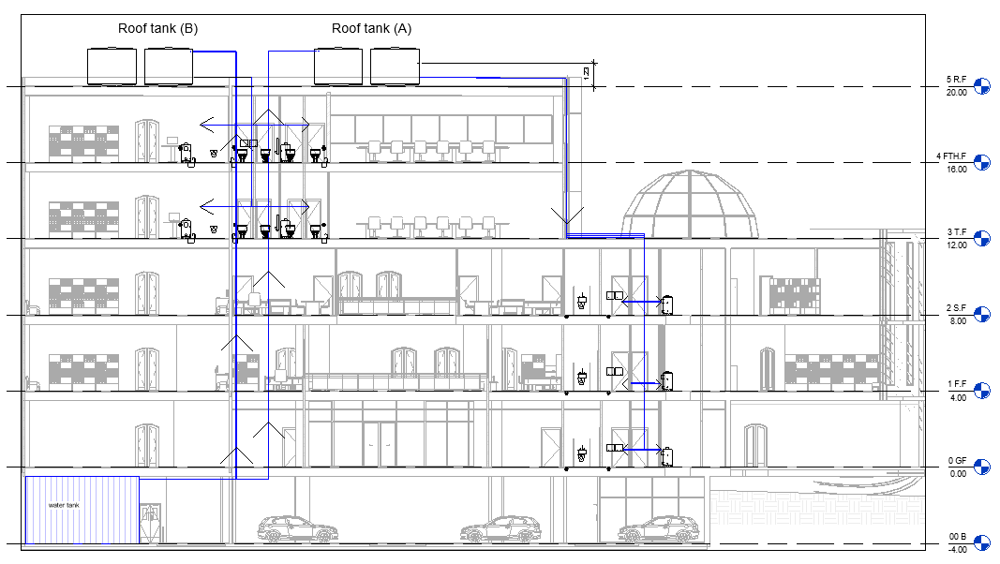 Roof tank (B)
Roof tank (A)
1.23
5 R.F
20.00
4 FTH.F
16.00
3 T.F
12.00
2 S.F
8.00
1 F.F
4.00
0 GF
0.00
water tank
00 B
-4.00